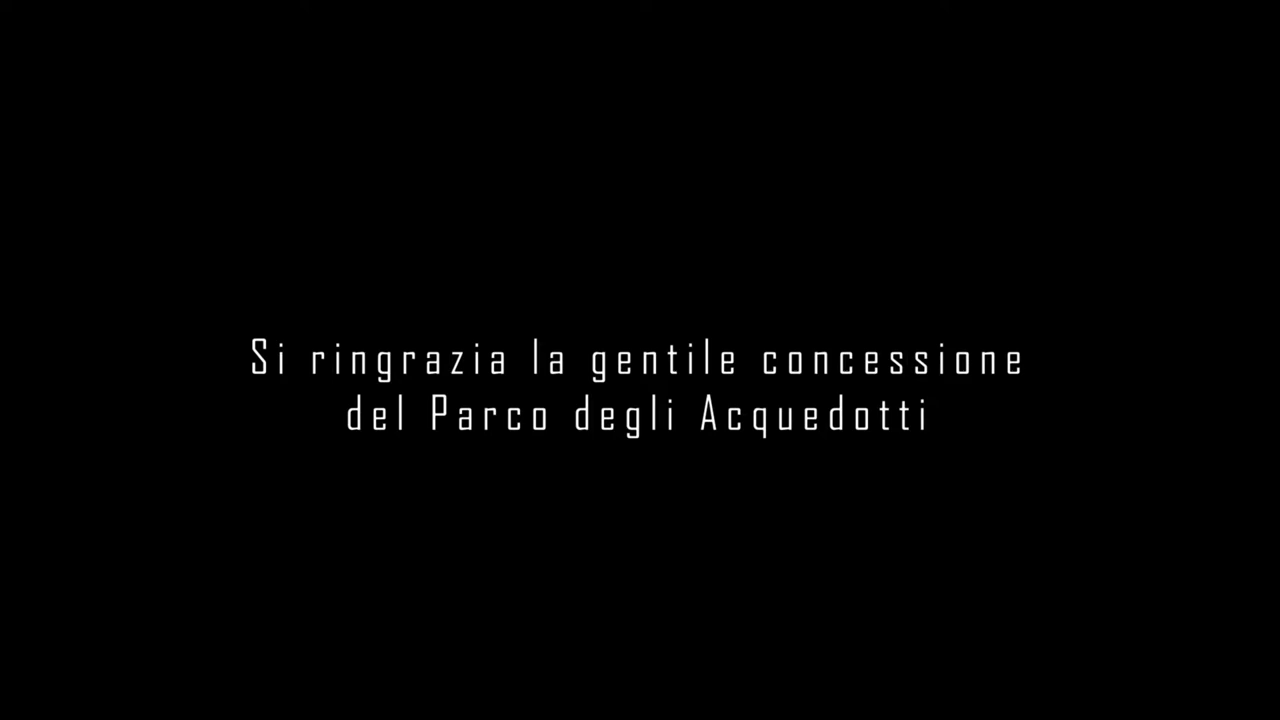 Si ringrazia la gentile concessione
del Parco degli Acquedotti